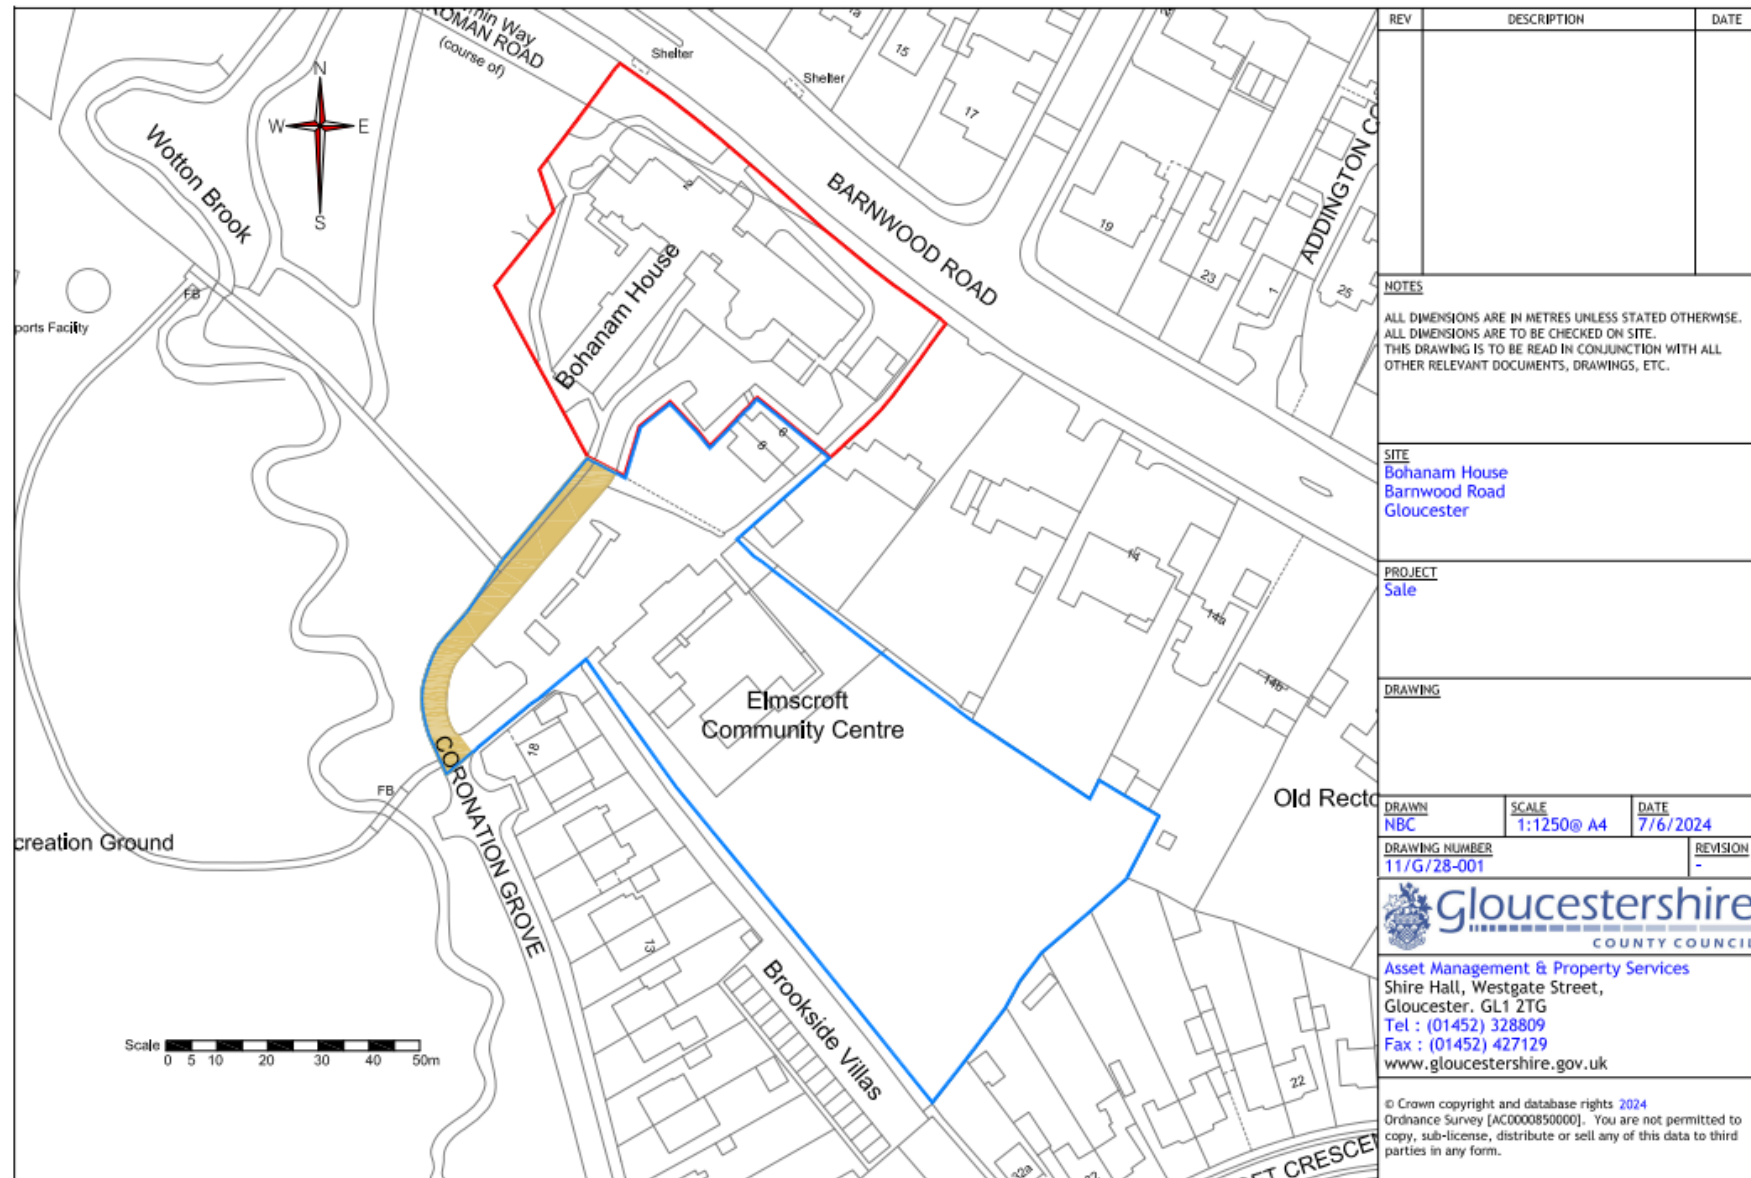 ROMAN ROAD
(course of)
Shelter
Shelter
15
17
19
23
1
25
ADDINGTON
N
W
E
S
Wotton Brook
BARNWOOD ROAD
2
Bohanam House
FB
ports Facility
6
8
14
14a
14b
Elmscroft
Community Centre
Old Recto
18
FB
CORONATION GROVE
creation Ground
13
Brookside Villas
22
32a
CRESCEN
Scale
0 5 10 20 30 40 50m
REV DESCRIPTION DATE
NOTES
ALL DIMENSIONS ARE IN METRES UNLESS STATED OTHERWISE.
ALL DIMENSIONS ARE TO BE CHECKED ON SITE.
THIS DRAWING IS TO BE READ IN CONJUNCTION WITH ALL
OTHER RELEVANT DOCUMENTS, DRAWINGS, ETC.
SITE
Bohanam House
Barnwood Road
Gloucester
PROJECT
Sale
DRAWING
DRAWN SCALE DATE
NBC 1:1250@ A4 7/6/2024
DRAWING NUMBER REVISION
11/G/28-001 -
Gloucestershire
COUNTY COUNCIL
Asset Management & Property Services
Shire Hall, Westgate Street,
Gloucester. GL1 2TG
Tel : (01452) 328809
Fax : (01452) 427129
www.gloucestershire.gov.uk
© Crown copyright and database rights 2024
Ordnance Survey [AC0000850000]. You are not permitted to
copy, sub-license, distribute or sell any of this data to third
parties in any form.